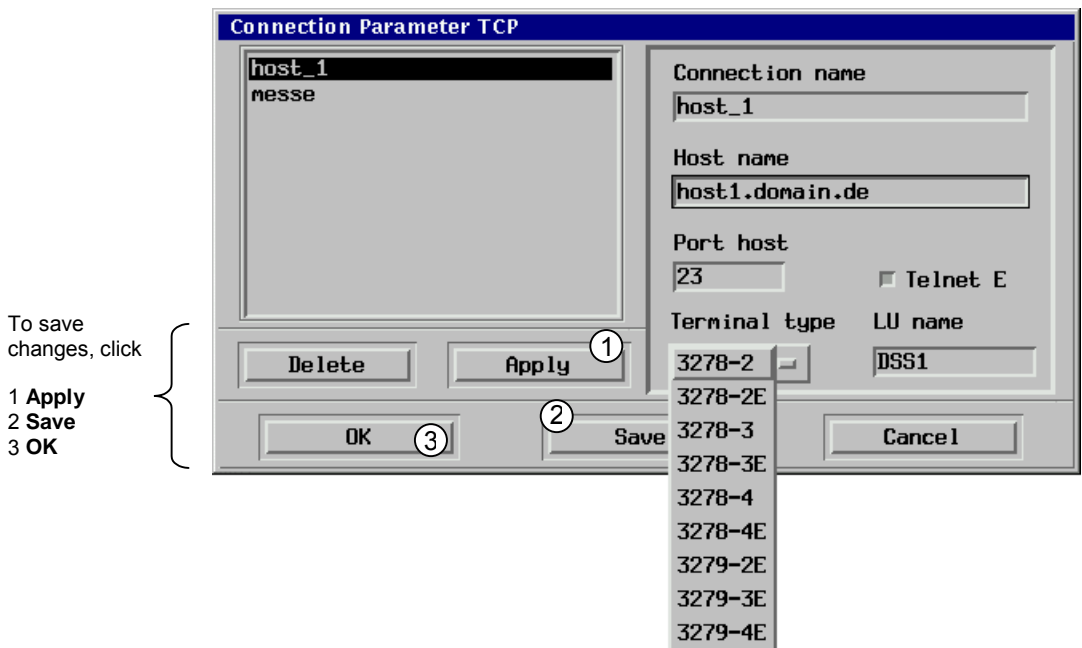 Connection Parameter TCP
host_1
messe
Connection name
host_1
Host name
host1.domain.de
Port host
23
Telnet E
Terminal type
LU name
3278-2
DSS1
3278-2E
3278-3
3278-3E
3278-4
3278-4E
3279-2E
3279-3E
3279-4E
Delete
Apply
1
OK
3
2
Save
Cancel
To save
changes, click
1 Apply
2 Save
3 OK